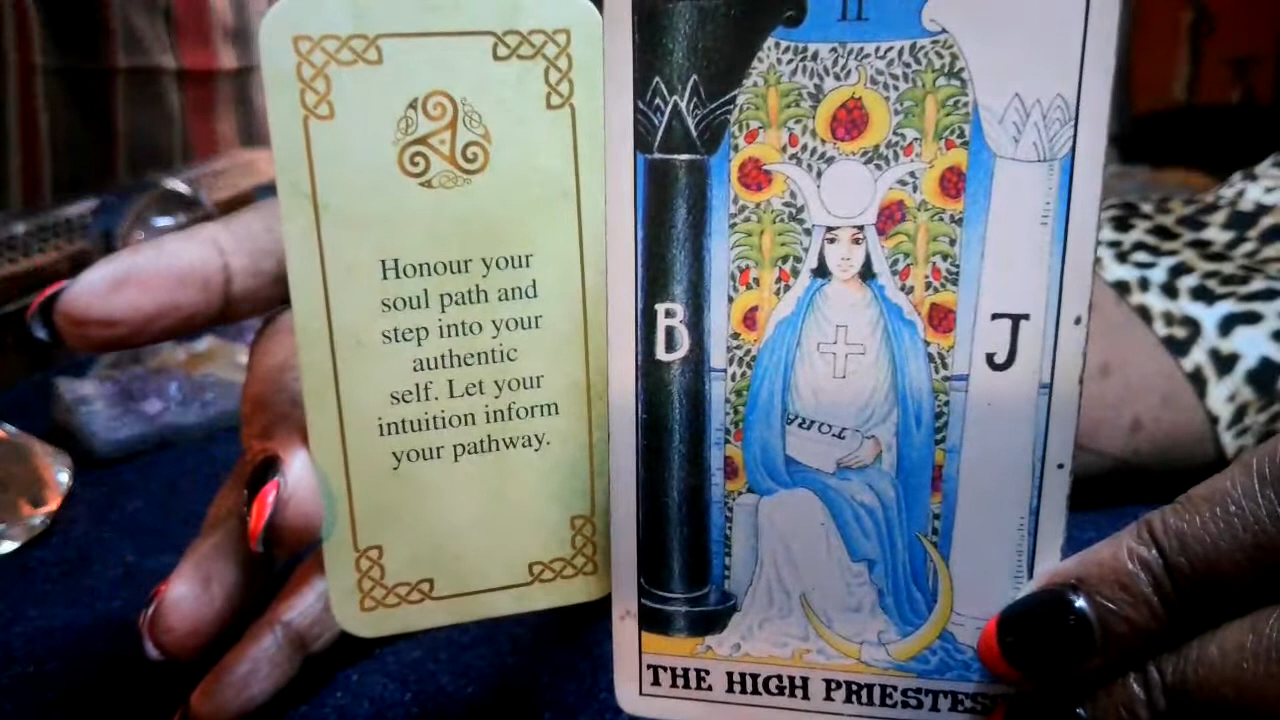 Honour your
soul path and
step into your
authentic
self. Let your
intuition inform
your pathway.
II
B
J
TORA
THE HIGH PRIESTES